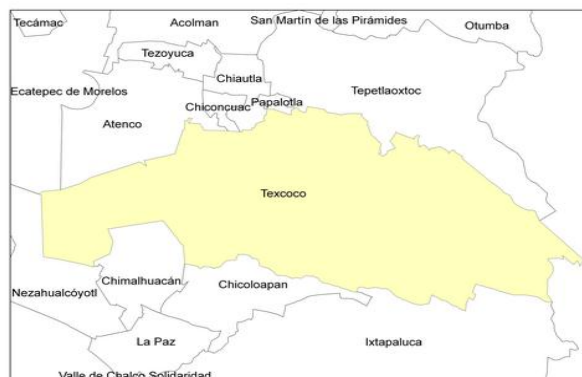 Tecámac
Acolman
San Martín de las Pirámides
Otumba
Tezoyuca
Chiautla
Ecatepec de Morelos
Tepetlaoxtoc
Chiconcuac
Papalotla
Atenco
Texcoco
Chimalhuacán
Chicoloapan
Nezahualcóyotl
La Paz
Ixtapaluca
Valle de Chalco Solidaridad